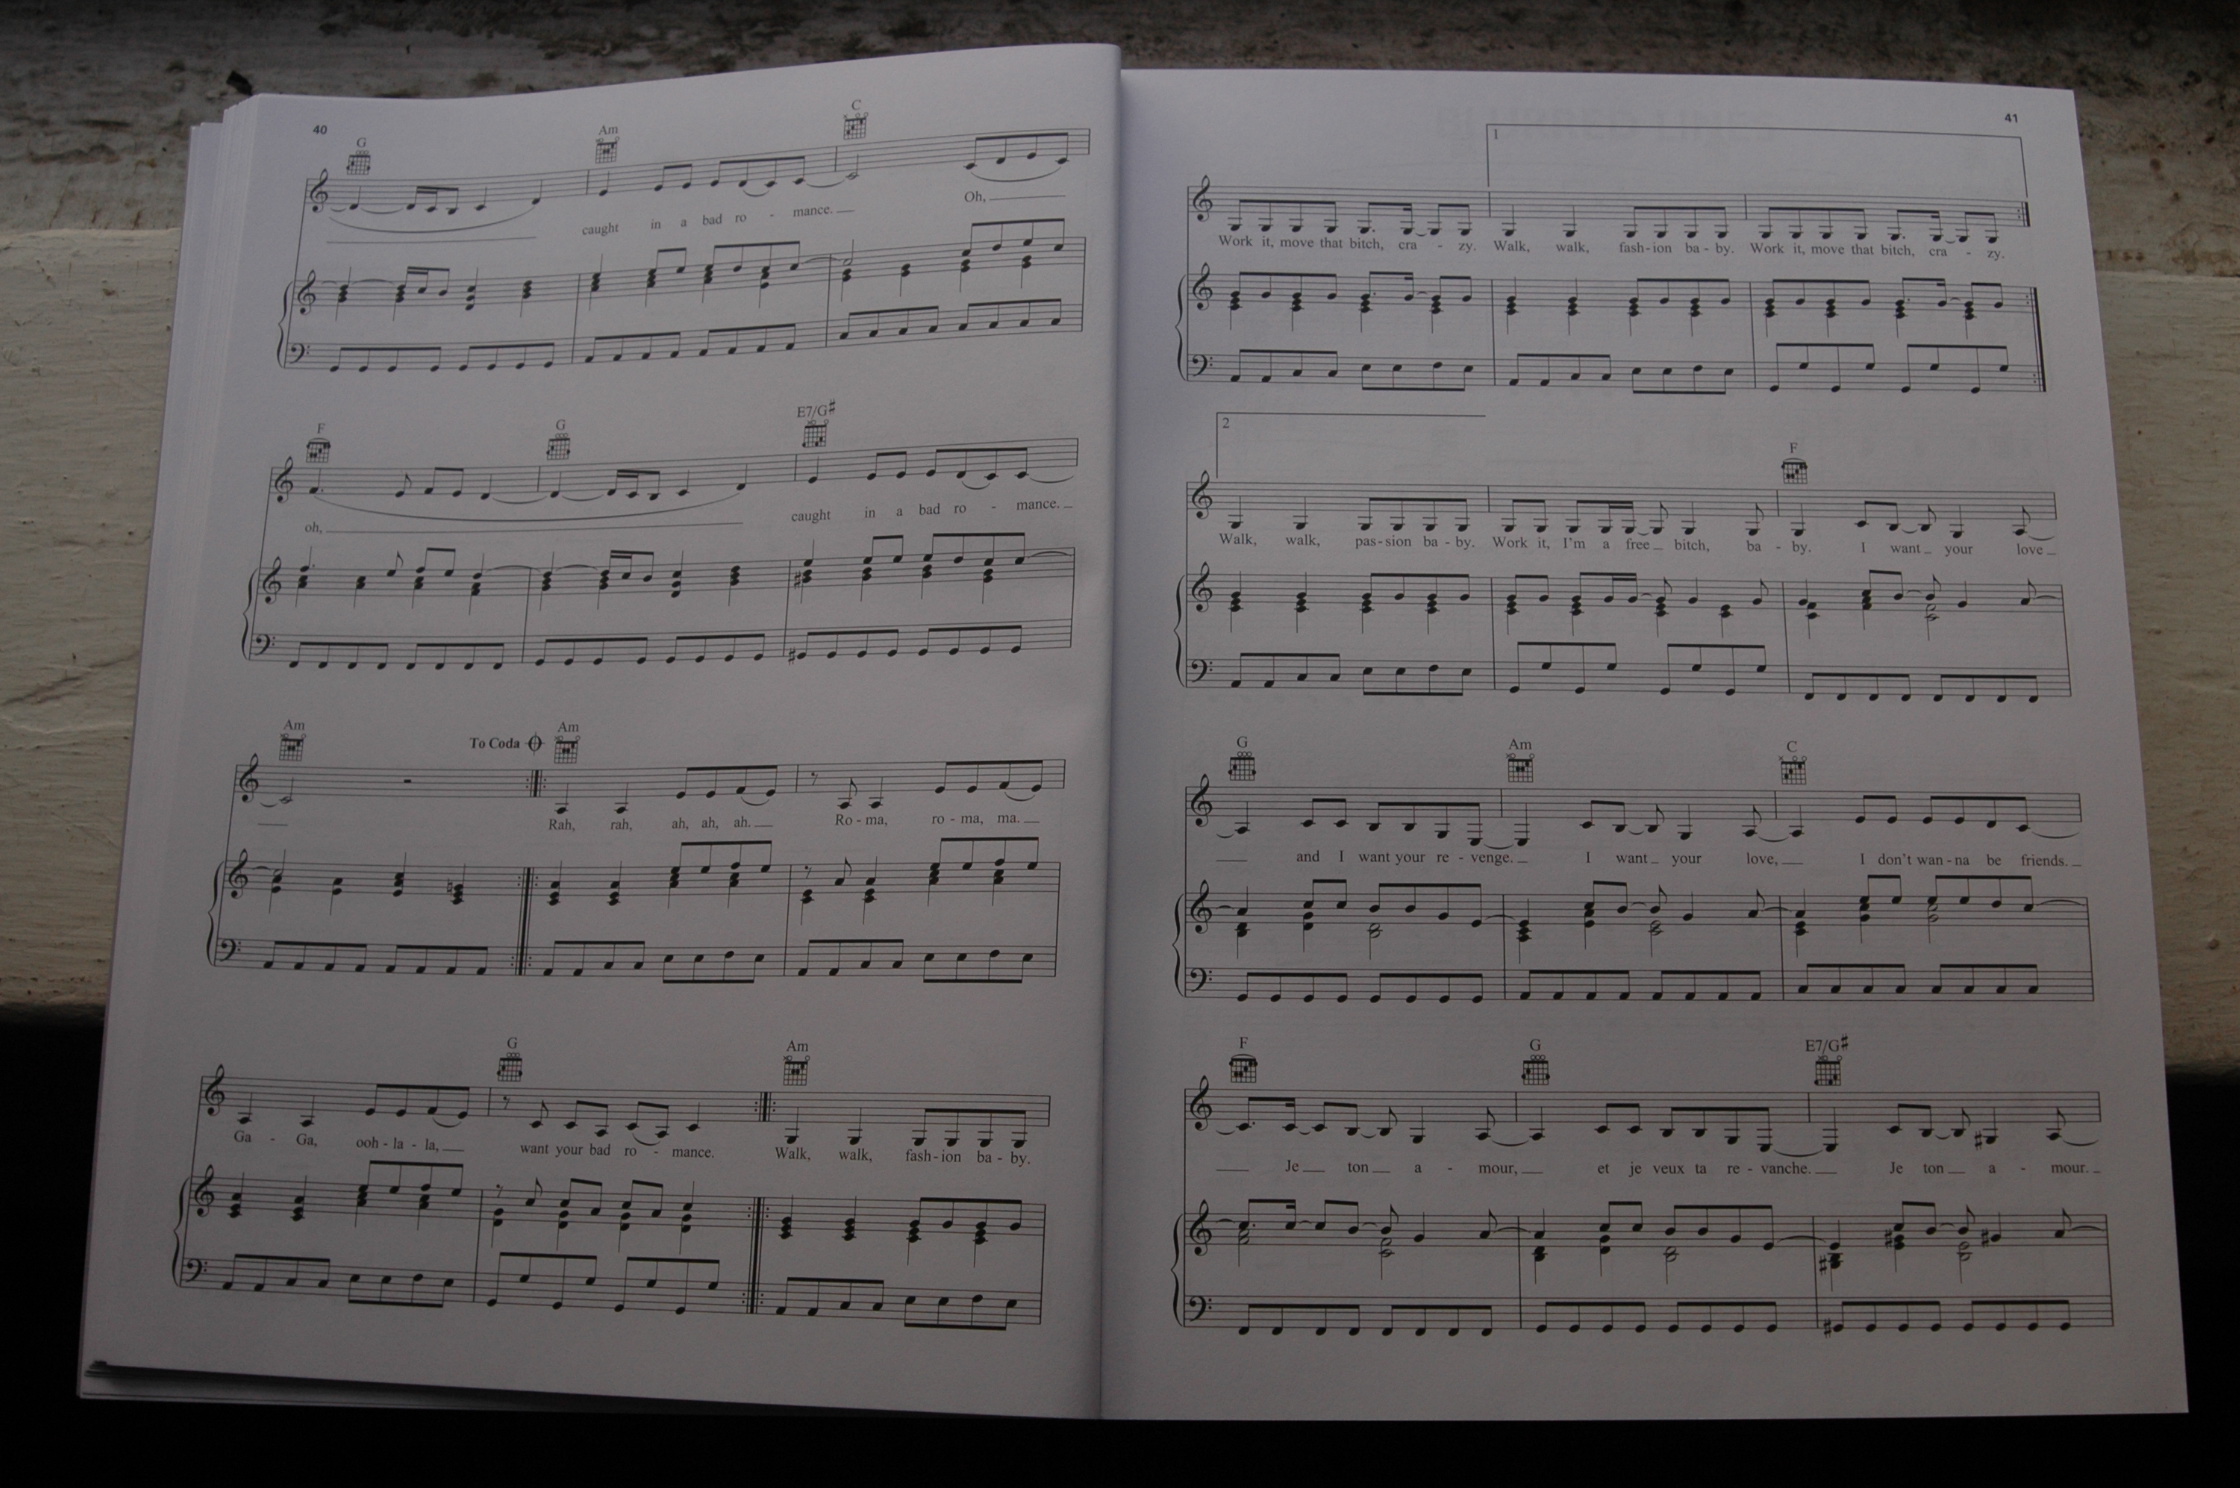 40
G Am C
caught in a bad ro - mance. Oh,
F G E7/G#
oh, caught in a bad ro - mance.
Am To Coda Am
Rah, rah, ah, ah, ah. Ro - ma, ro - ma, ma.
G Am
Ga - Ga, ooh - la - la, want your bad ro - mance. Walk, walk, fash - ion ba - by.
41
1
Work it, move that bitch, cra - zy. Walk, walk, fash - ion ba - by. Work it, move that bitch, cra - zy.
2
F
Walk, walk, pas - sion ba - by. Work it, I'm a free bitch, ba - by. I want your love
G Am C
and I want your re - venge. I want your love, I don't wan - na be friends.
F G E7/G#
Je ton a - mour, et je veux ta re - vanche. Je ton a - mour.